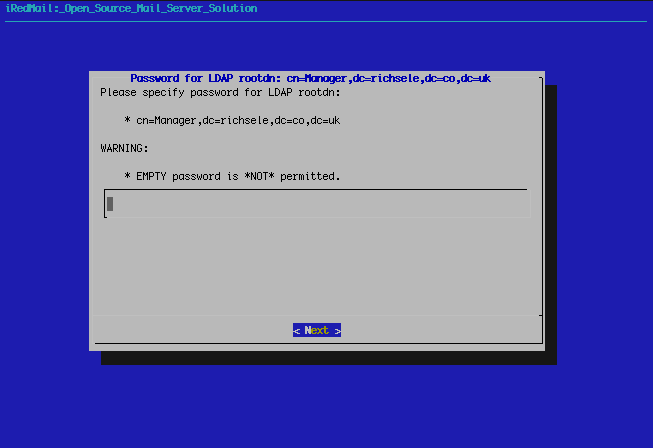 iRedMail:_Open_Source_Mail_Server_Solution
Password for LDAP rootdn: cn=Manager,dc=richsele,dc=co,dc=uk
Please specify password for LDAP rootdn:
* cn=Manager,dc=richsele,dc=co,dc=uk
WARNING:
* EMPTY password is *NOT* permitted.
< Next >